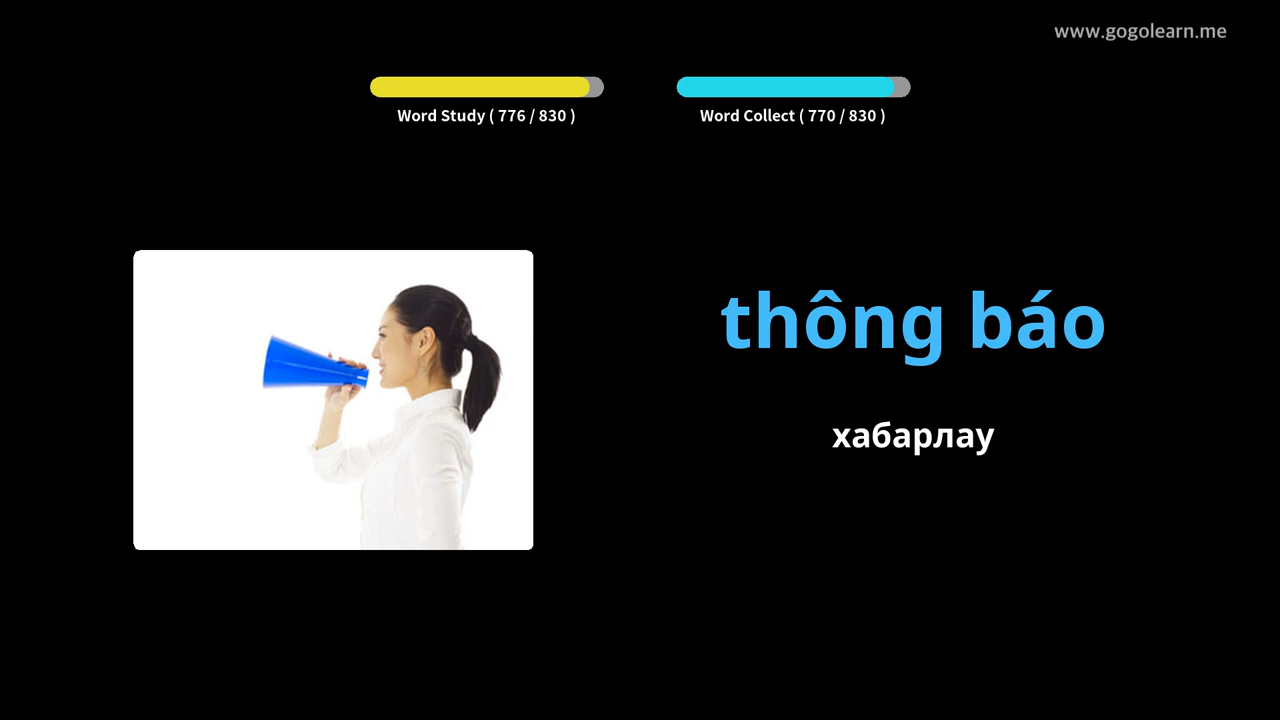 www.gogolearn.me
Word Study ( 776 / 830 )
Word Collect ( 770 / 830 )
thông báo
хабарлау